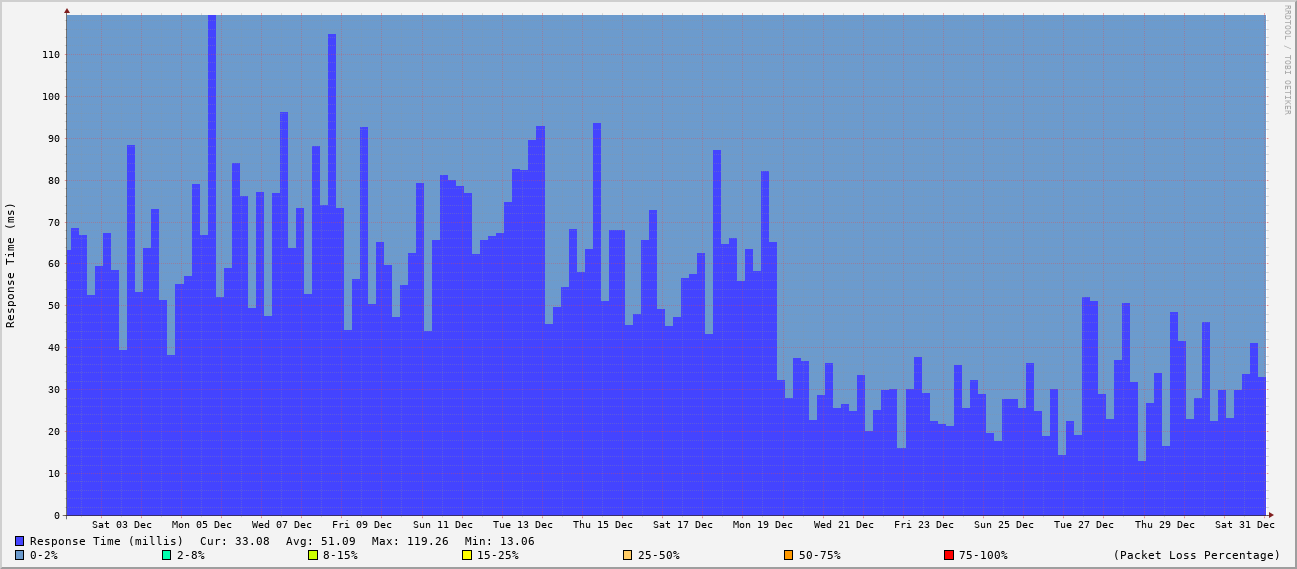 RRDTOOL / TOBI OETIKER
Response Time (ms)
110
100
90
80
70
60
50
40
30
20
10
0
Sat 03 Dec Mon 05 Dec Wed 07 Dec Fri 09 Dec Sun 11 Dec Tue 13 Dec Thu 15 Dec Sat 17 Dec Mon 19 Dec Wed 21 Dec Fri 23 Dec Sun 25 Dec Tue 27 Dec Thu 29 Dec Sat 31 Dec
Response Time (millis) Cur: 33.08 Avg: 51.09 Max: 119.26 Min: 13.06
0-2% 2-8% 8-15% 15-25% 25-50% 50-75% 75-100% (Packet Loss Percentage)